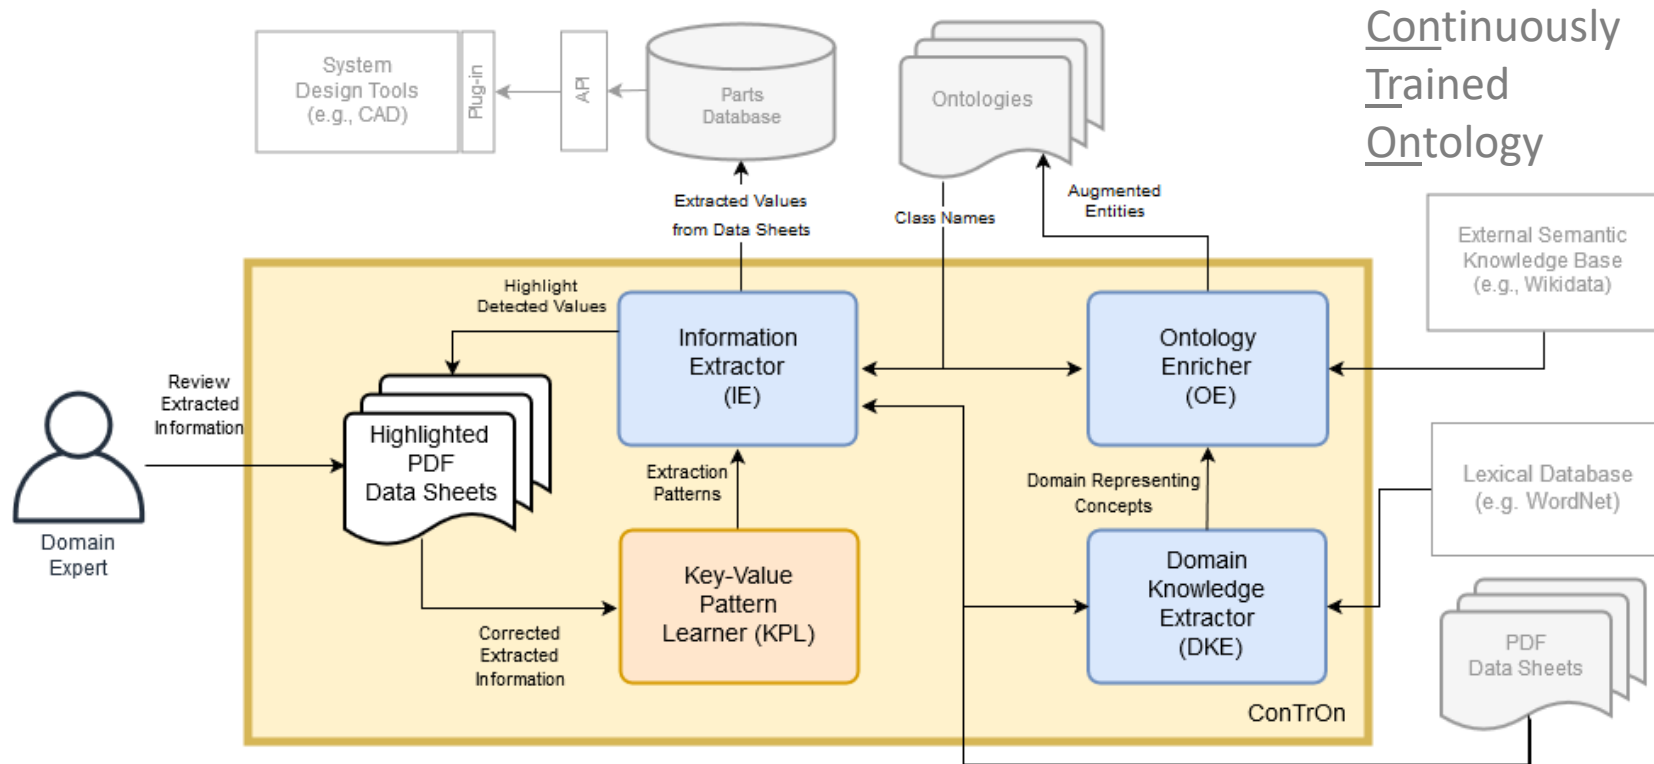 Continuously
Trained
Ontology
System
Design Tools
(e.g., CAD)
Plug-in
API
Parts
Database
Ontologies
Extracted Values
from Data Sheets
Class Names
Augmented
Entities
External Semantic
Knowledge Base
(e.g., Wikidata)
Highlight
Detected Values
Information
Extractor
(IE)
Ontology
Enricher
(OE)
Review
Extracted
Information
Highlighted
PDF
Data Sheets
Extraction
Patterns
Domain Representing
Concepts
Lexical Database
(e.g. WordNet)
Domain
Expert
Key-Value
Pattern
Learner (KPL)
Domain
Knowledge
Extractor
(DKE)
Corrected
Extracted
Information
PDF
Data Sheets
ConTrOn